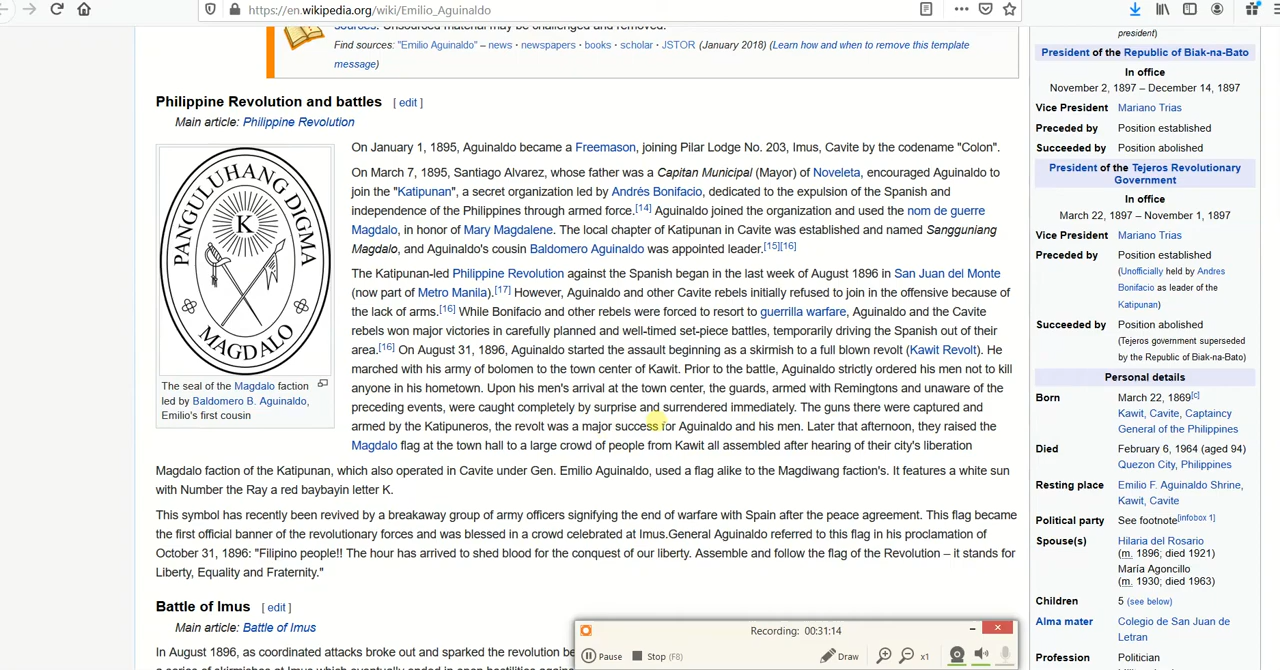 https://en.wikipedia.org/wiki/Emilio_Aguinaldo
sources. Unsourced material may be challenged and removed.
Find sources: "Emilio Aguinaldo" – news · newspapers · books · scholar · JSTOR (January 2018) (Learn how and when to remove this template
message)
Philippine Revolution and battles [ edit ]
Main article: Philippine Revolution
PANGULUHANG DIGMA
K
MAGDALO
The seal of the Magdalo faction
led by Baldomero B. Aguinaldo,
Emilio's first cousin
On January 1, 1895, Aguinaldo became a Freemason, joining Pilar Lodge No. 203, Imus, Cavite by the codename "Colon".
On March 7, 1895, Santiago Alvarez, whose father was a Capitan Municipal (Mayor) of Noveleta, encouraged Aguinaldo to
join the "Katipunan", a secret organization led by Andrés Bonifacio, dedicated to the expulsion of the Spanish and
independence of the Philippines through armed force.[14] Aguinaldo joined the organization and used the nom de guerre
Magdalo, in honor of Mary Magdalene. The local chapter of Katipunan in Cavite was established and named Sangguniang
Magdalo, and Aguinaldo's cousin Baldomero Aguinaldo was appointed leader.[15][16]
The Katipunan-led Philippine Revolution against the Spanish began in the last week of August 1896 in San Juan del Monte
(now part of Metro Manila).[17] However, Aguinaldo and other Cavite rebels initially refused to join in the offensive because of
the lack of arms.[16] While Bonifacio and other rebels were forced to resort to guerrilla warfare, Aguinaldo and the Cavite
rebels won major victories in carefully planned and well-timed set-piece battles, temporarily driving the Spanish out of their
area.[16] On August 31, 1896, Aguinaldo started the assault beginning as a skirmish to a full blown revolt (Kawit Revolt). He
marched with his army of bolomen to the town center of Kawit. Prior to the battle, Aguinaldo strictly ordered his men not to kill
anyone in his hometown. Upon his men's arrival at the town center, the guards, armed with Remingtons and unaware of the
preceding events, were caught completely by surprise and surrendered immediately. The guns there were captured and
armed by the Katipuneros, the revolt was a major success for Aguinaldo and his men. Later that afternoon, they raised the
Magdalo flag at the town hall to a large crowd of people from Kawit all assembled after hearing of their city's liberation
Magdalo faction of the Katipunan, which also operated in Cavite under Gen. Emilio Aguinaldo, used a flag alike to the Magdiwang faction's. It features a white sun
with Number the Ray a red baybayin letter K.
This symbol has recently been revived by a breakaway group of army officers signifying the end of warfare with Spain after the peace agreement. This flag became
the first official banner of the revolutionary forces and was blessed in a crowd celebrated at Imus.General Aguinaldo referred to this flag in his proclamation of
October 31, 1896: "Filipino people!! The hour has arrived to shed blood for the conquest of our liberty. Assemble and follow the flag of the Revolution – it stands for
Liberty, Equality and Fraternity."
Battle of Imus [ edit ]
Main article: Battle of Imus
In August 1896, as coordinated attacks broke out and sparked the revolution be
president)
President of the Republic of Biak-na-Bato
In office
November 2, 1897 – December 14, 1897
Vice President Mariano Trias
Preceded by Position established
Succeeded by Position abolished
President of the Tejeros Revolutionary
Government
In office
March 22, 1897 – November 1, 1897
Vice President Mariano Trias
Preceded by Position established
(Unofficially held by Andres
Bonifacio as leader of the
Katipunan)
Succeeded by Position abolished
(Tejeros government superseded
by the Republic of Biak-na-Bato)
Personal details
Born March 22, 1869[c]
Kawit, Cavite, Captaincy
General of the Philippines
Died February 6, 1964 (aged 94)
Quezon City, Philippines
Resting place Emilio F. Aguinaldo Shrine,
Kawit, Cavite
Political party See footnote[infobox 1]
Spouse(s) Hilaria del Rosario
(m. 1896; died 1921)
María Agoncillo
(m. 1930; died 1963)
Children 5 (see below)
Alma mater Colegio de San Juan de
Letran
Profession Politician
Recording: 00:31:14
Pause Stop (F8) Draw x1